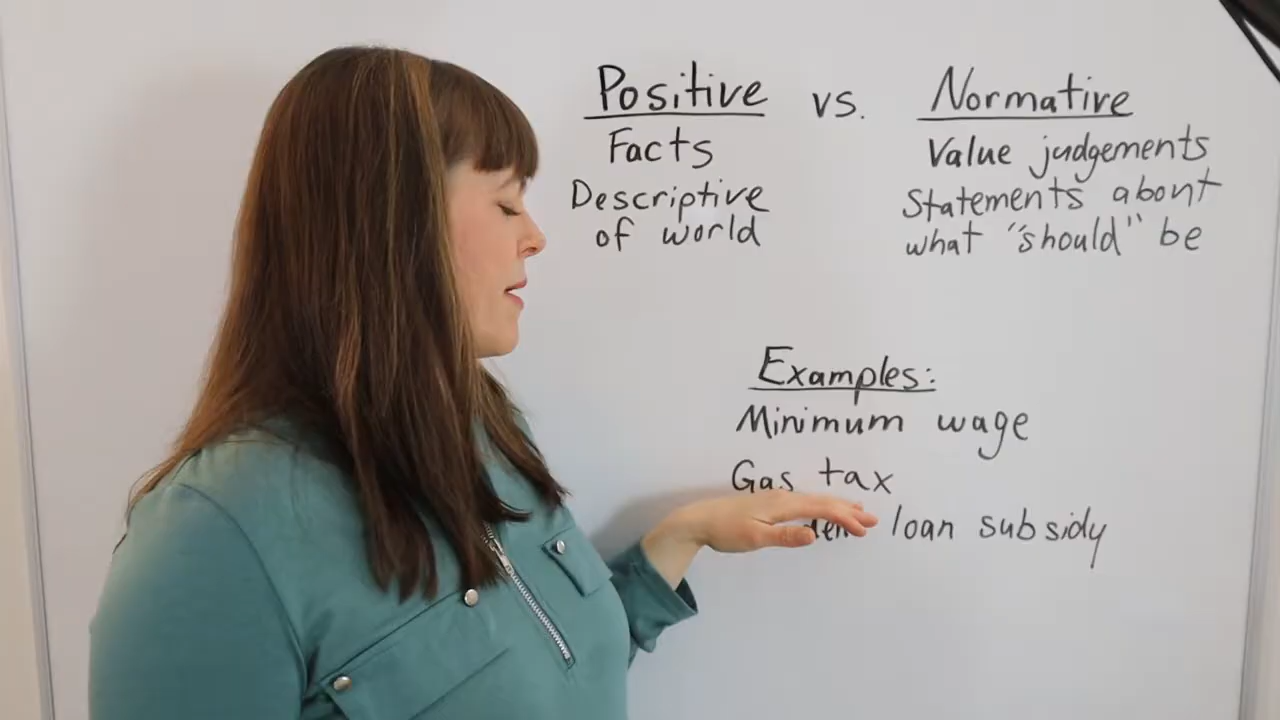 Positive vs. Normative
Facts
Descriptive
of world
Value judgements
Statements about
what "should" be
Examples:
Minimum wage
Gas tax
loan subsidy